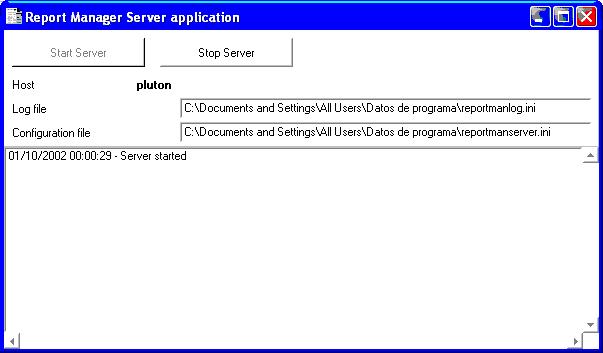 Report Manager Server application
Start Server Stop Server
Host pluton
Log file C:\Documents and Settings\All Users\Datos de programa\reportmanlog.ini
Configuration file C:\Documents and Settings\All Users\Datos de programa\reportmanserver.ini
01/10/2002 00:00:29 - Server started